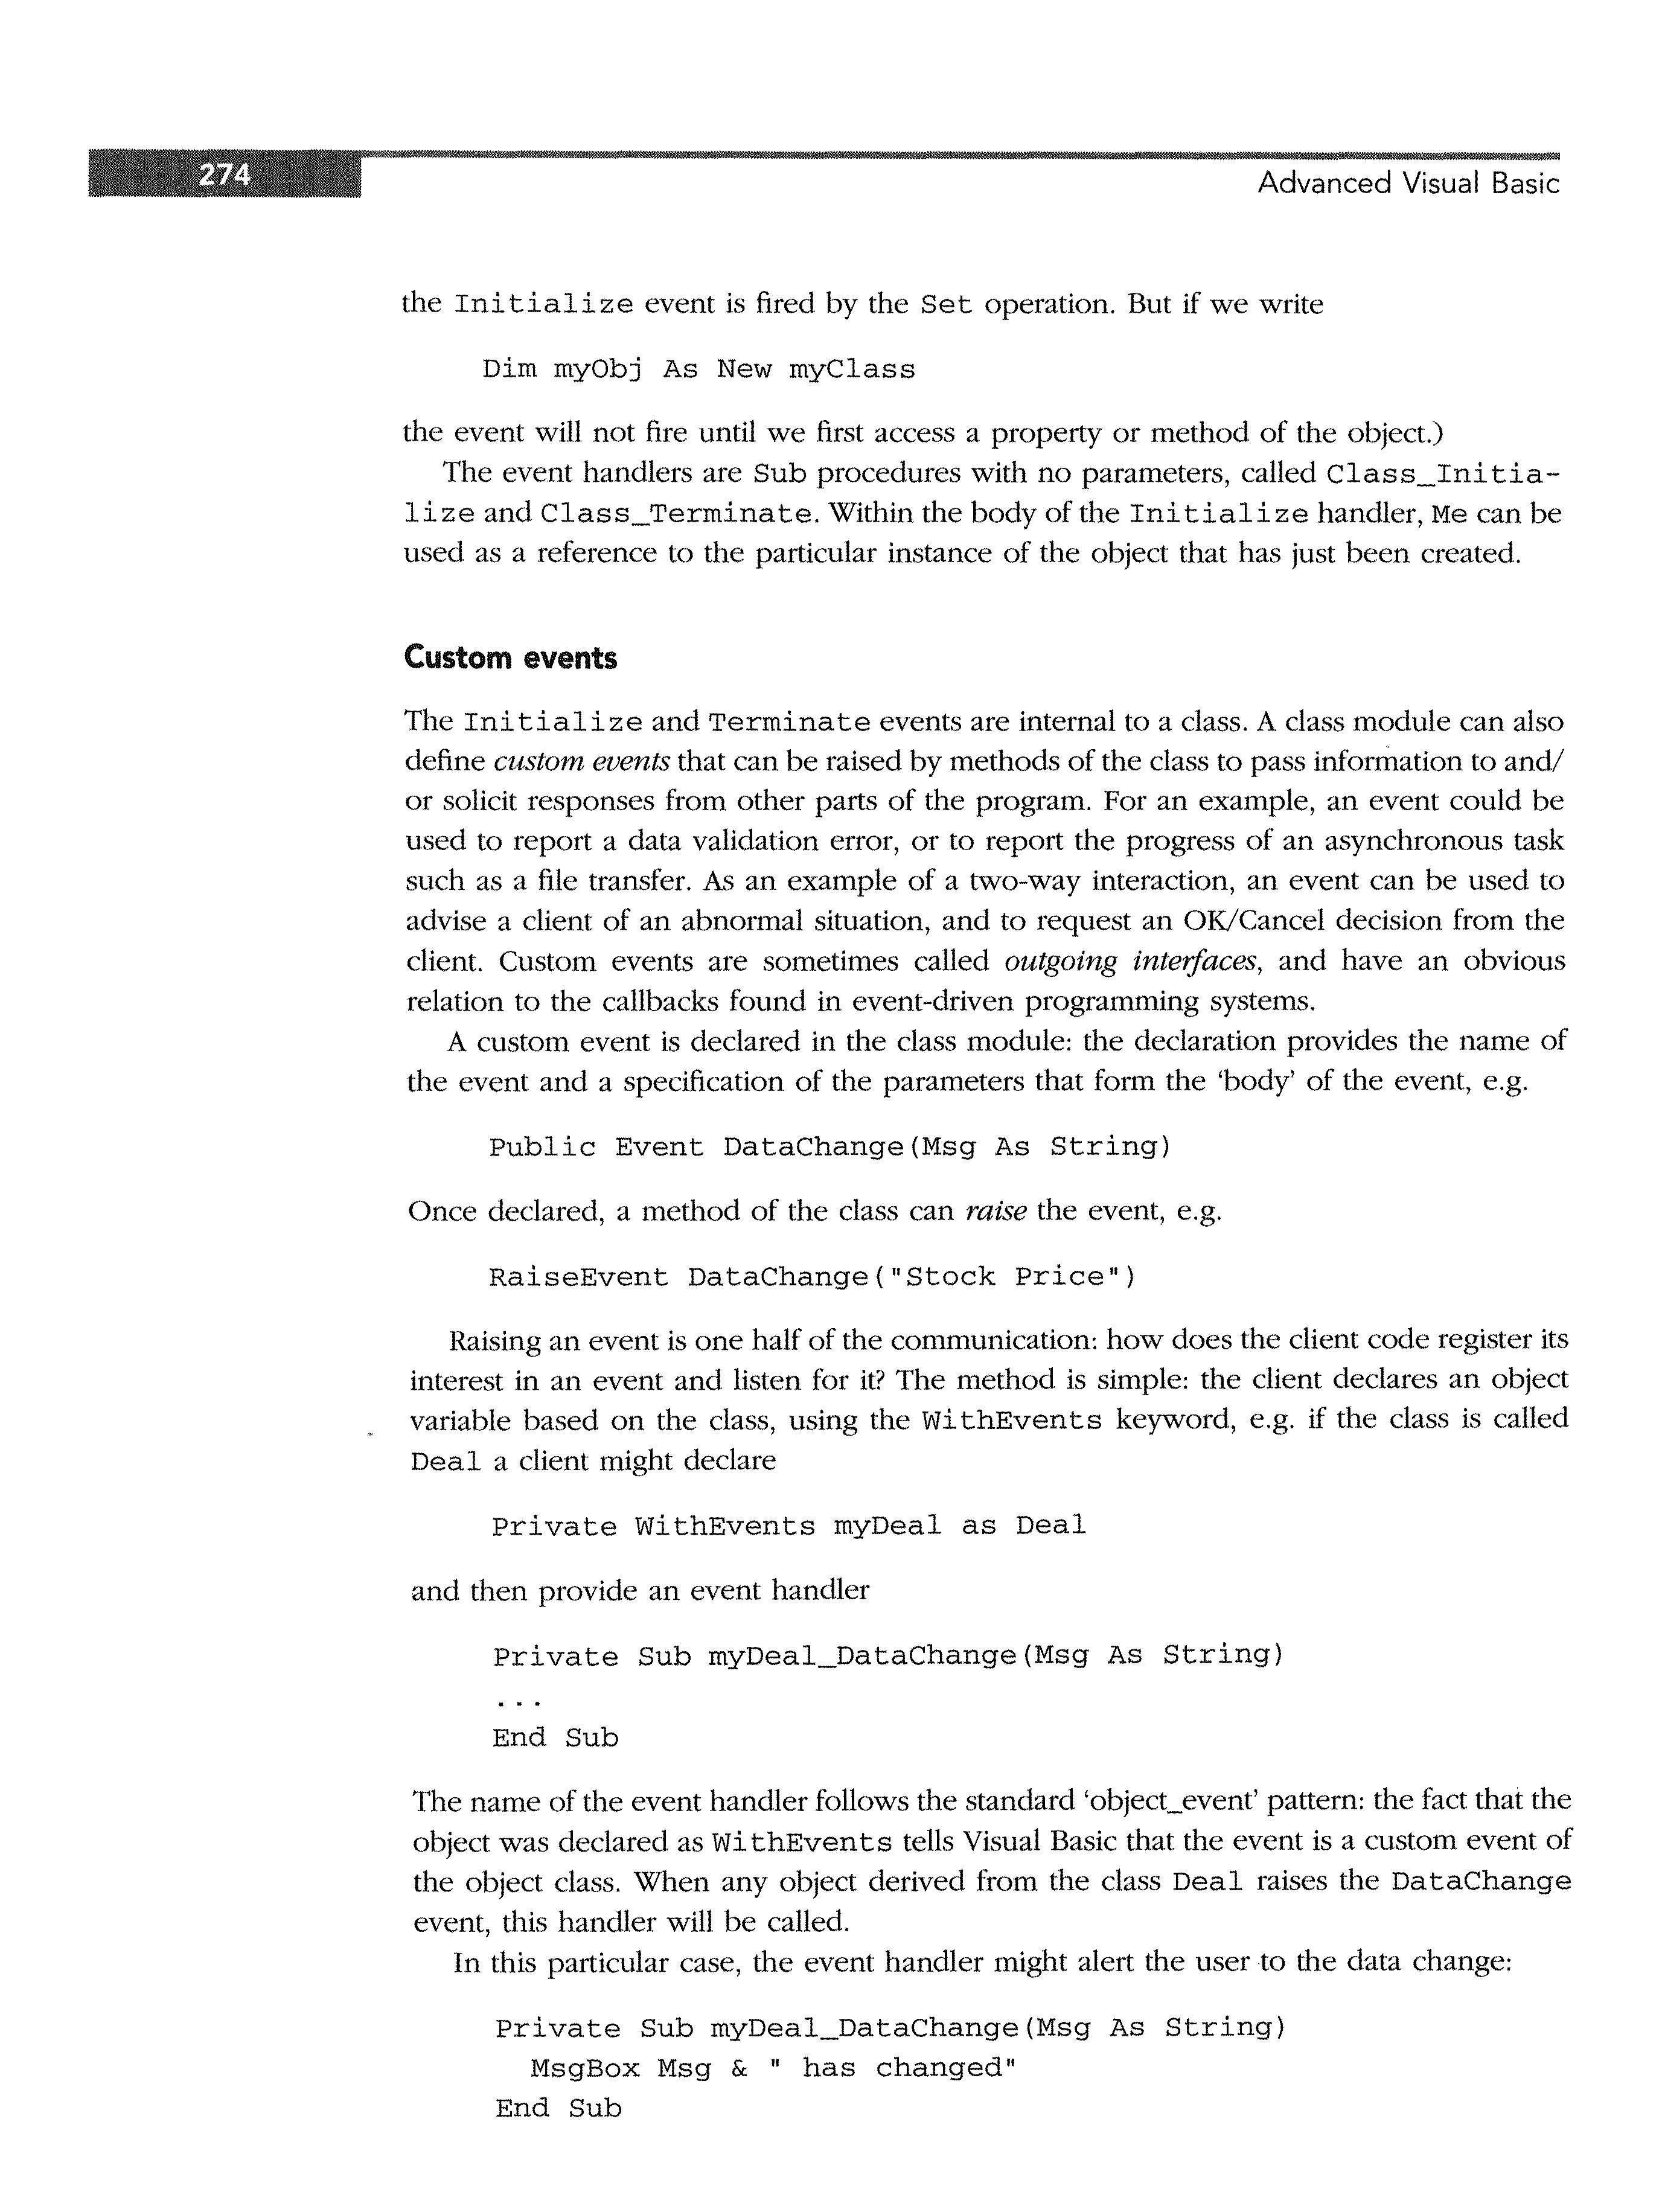 274
Advanced Visual Basic
the Initialize event is fired by the Set operation. But if we write
Dim myObj As New myClass
the event will not fire until we first access a property or method of the object.)
The event handlers are Sub procedures with no parameters, called Class_Initia-
lize and Class_Terminate. Within the body of the Initialize handler, Me can be
used as a reference to the particular instance of the object that has just been created.
Custom events
The Initialize and Terminate events are internal to a class. A class module can also
define custom events that can be raised by methods of the class to pass information to and/
or solicit responses from other parts of the program. For an example, an event could be
used to report a data validation error, or to report the progress of an asynchronous task
such as a file transfer. As an example of a two-way interaction, an event can be used to
advise a client of an abnormal situation, and to request an OK/Cancel decision from the
client. Custom events are sometimes called outgoing interfaces, and have an obvious
relation to the callbacks found in event-driven programming systems.
A custom event is declared in the class module: the declaration provides the name of
the event and a specification of the parameters that form the ‘body’ of the event, e.g.
Public Event DataChange(Msg As String)
Once declared, a method of the class can raise the event, e.g.
RaiseEvent DataChange("Stock Price")
Raising an event is one half of the communication: how does the client code register its
interest in an event and listen for it? The method is simple: the client declares an object
variable based on the class, using the WithEvents keyword, e.g. if the class is called
Deal a client might declare
Private WithEvents myDeal as Deal
and then provide an event handler
Private Sub myDeal_DataChange(Msg As String)
...
End Sub
The name of the event handler follows the standard ‘object_event’ pattern: the fact that the
object was declared as WithEvents tells Visual Basic that the event is a custom event of
the object class. When any object derived from the class Deal raises the DataChange
event, this handler will be called.
In this particular case, the event handler might alert the user to the data change:
Private Sub myDeal_DataChange(Msg As String)
MsgBox Msg & " has changed"
End Sub